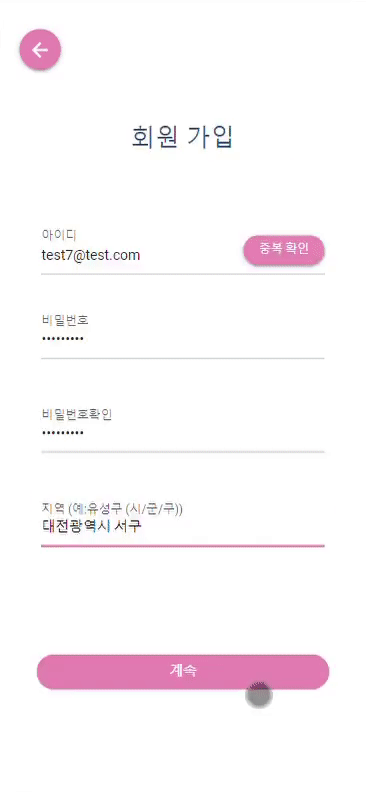 회원 가입
아이디
test7@test.com
중복 확인
비밀번호
•••••••••
비밀번호확인
•••••••••
지역 (예:유성구 (시/군/구))
대전광역시 서구
계속